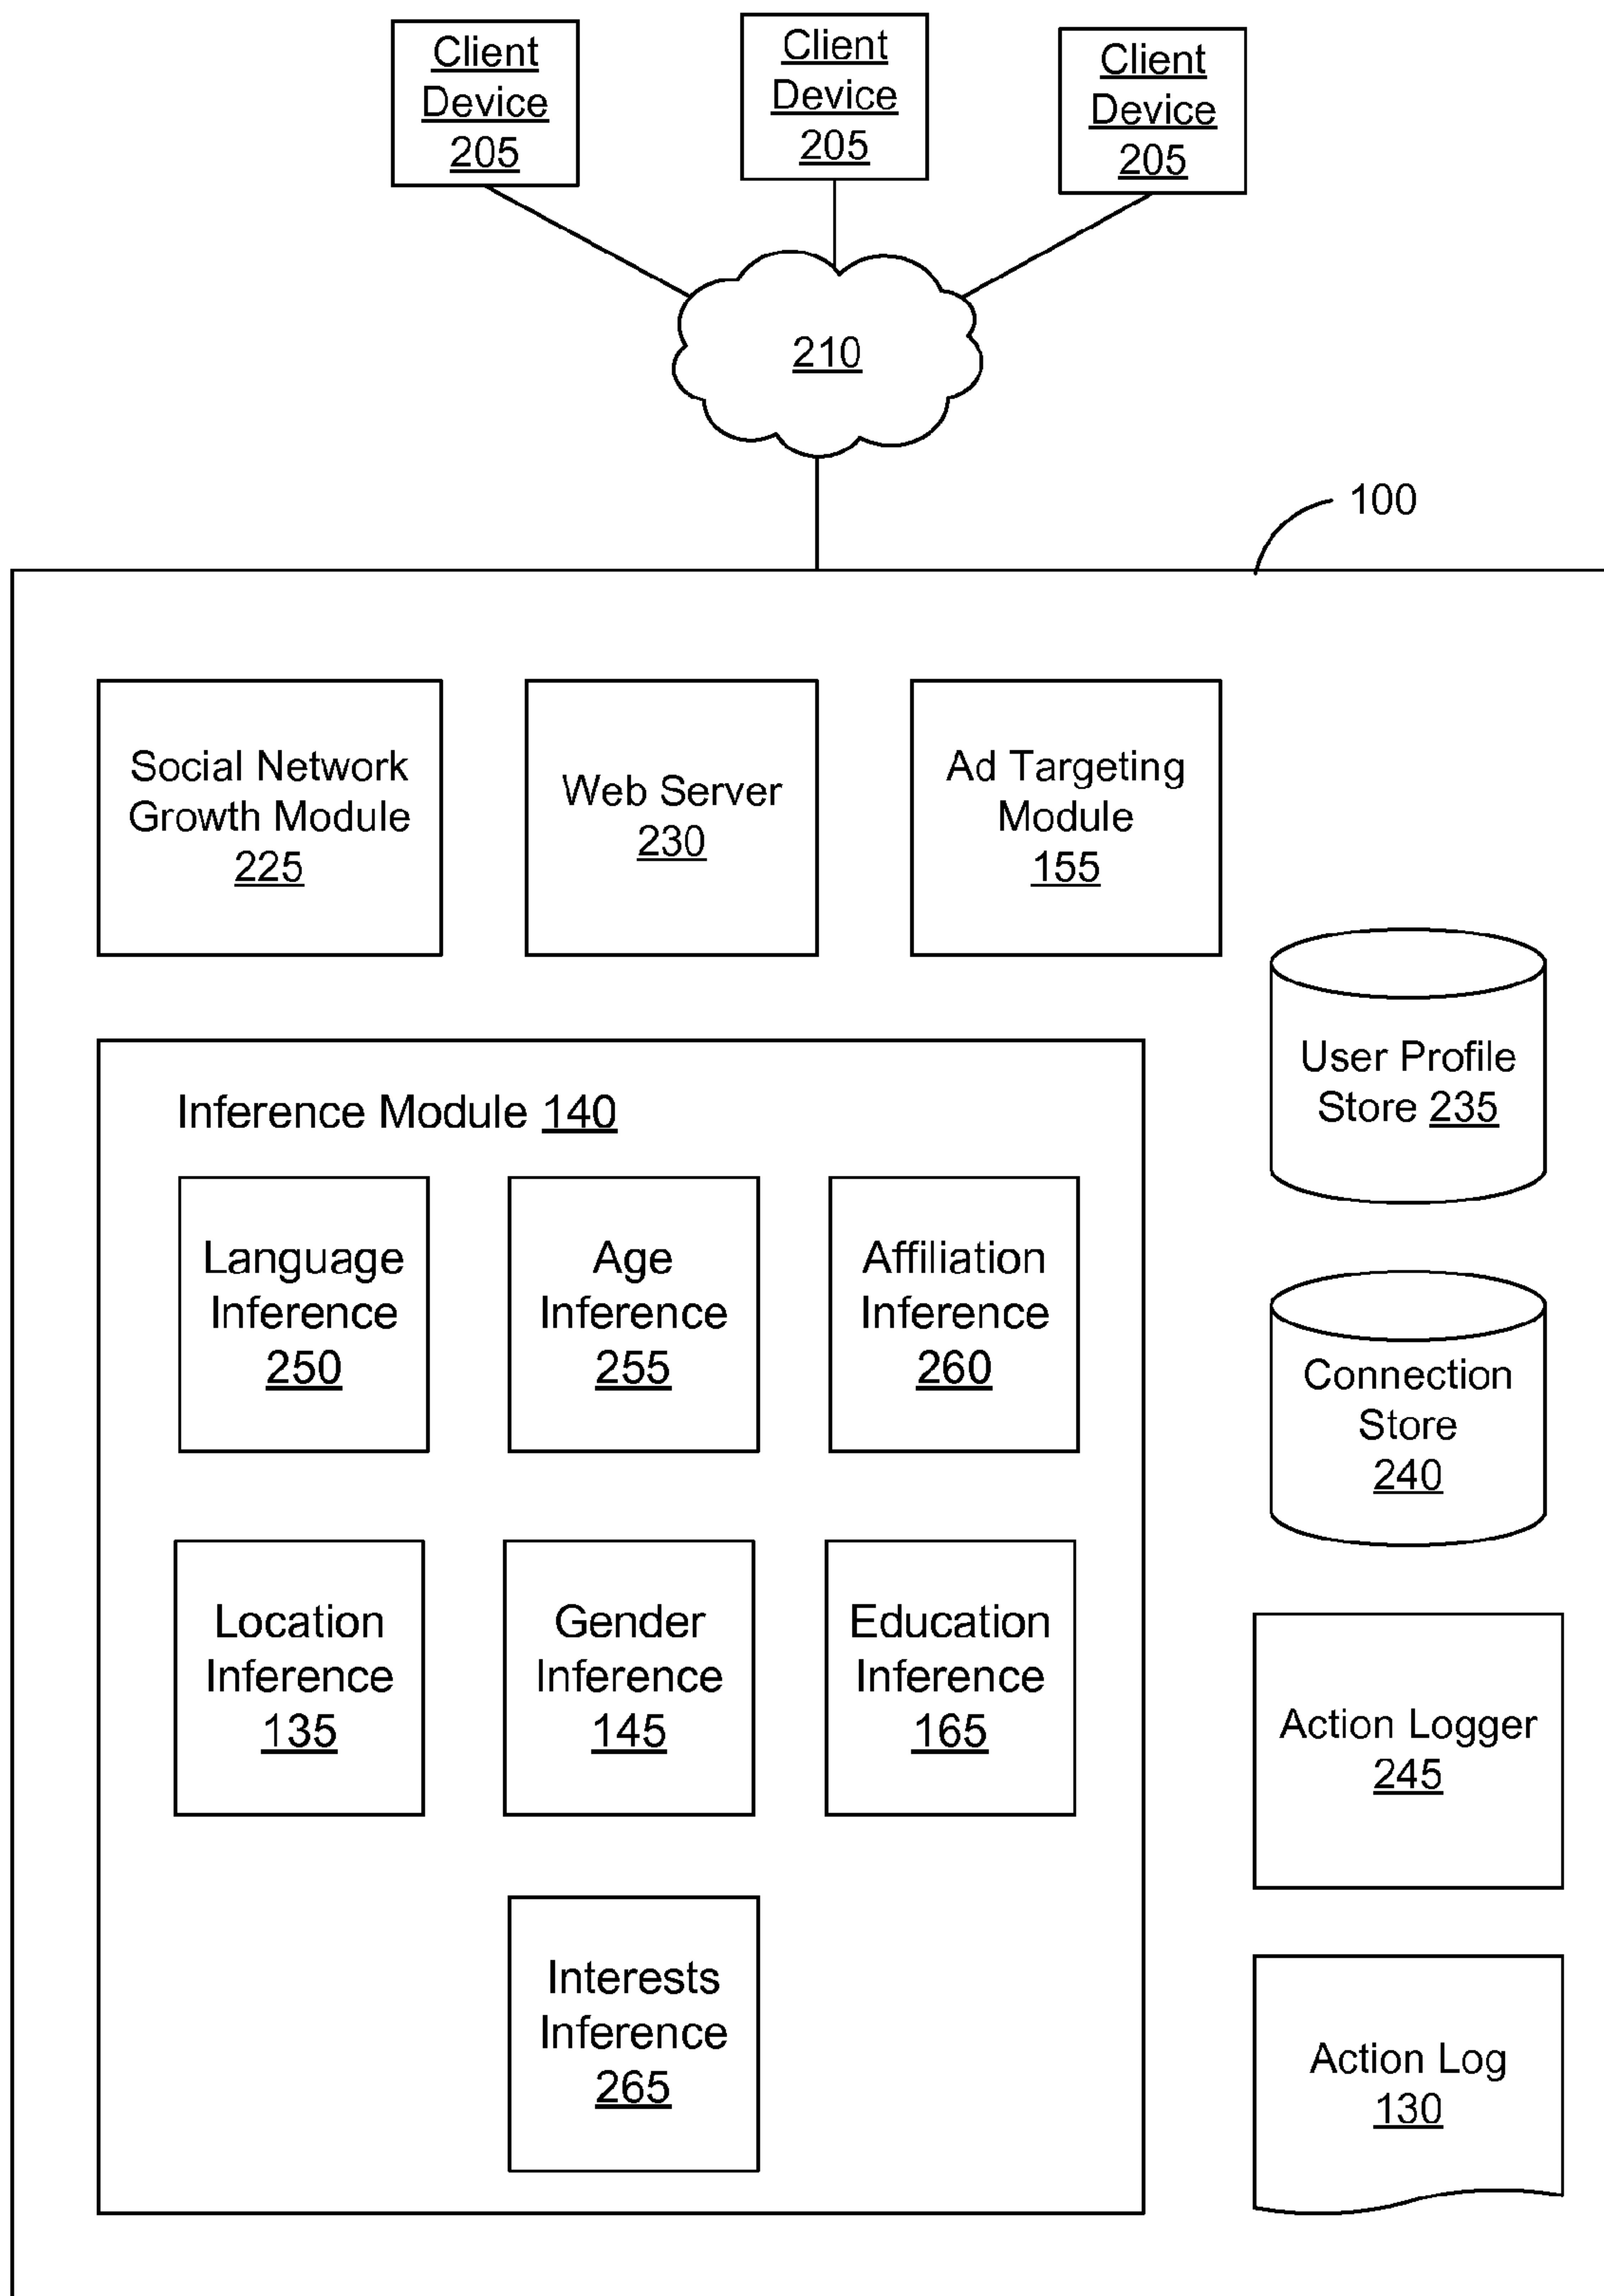 Client
Device
205
Client
Device
205
Client
Device
205
210
100
Social Network
Growth Module
225
Web Server
230
Ad Targeting
Module
155
User Profile
Store 235
Inference Module 140
Language
Inference
250
Age
Inference
255
Affiliation
Inference
260
Connection
Store
240
Location
Inference
135
Gender
Inference
145
Education
Inference
165
Action Logger
245
Interests
Inference
265
Action Log
130